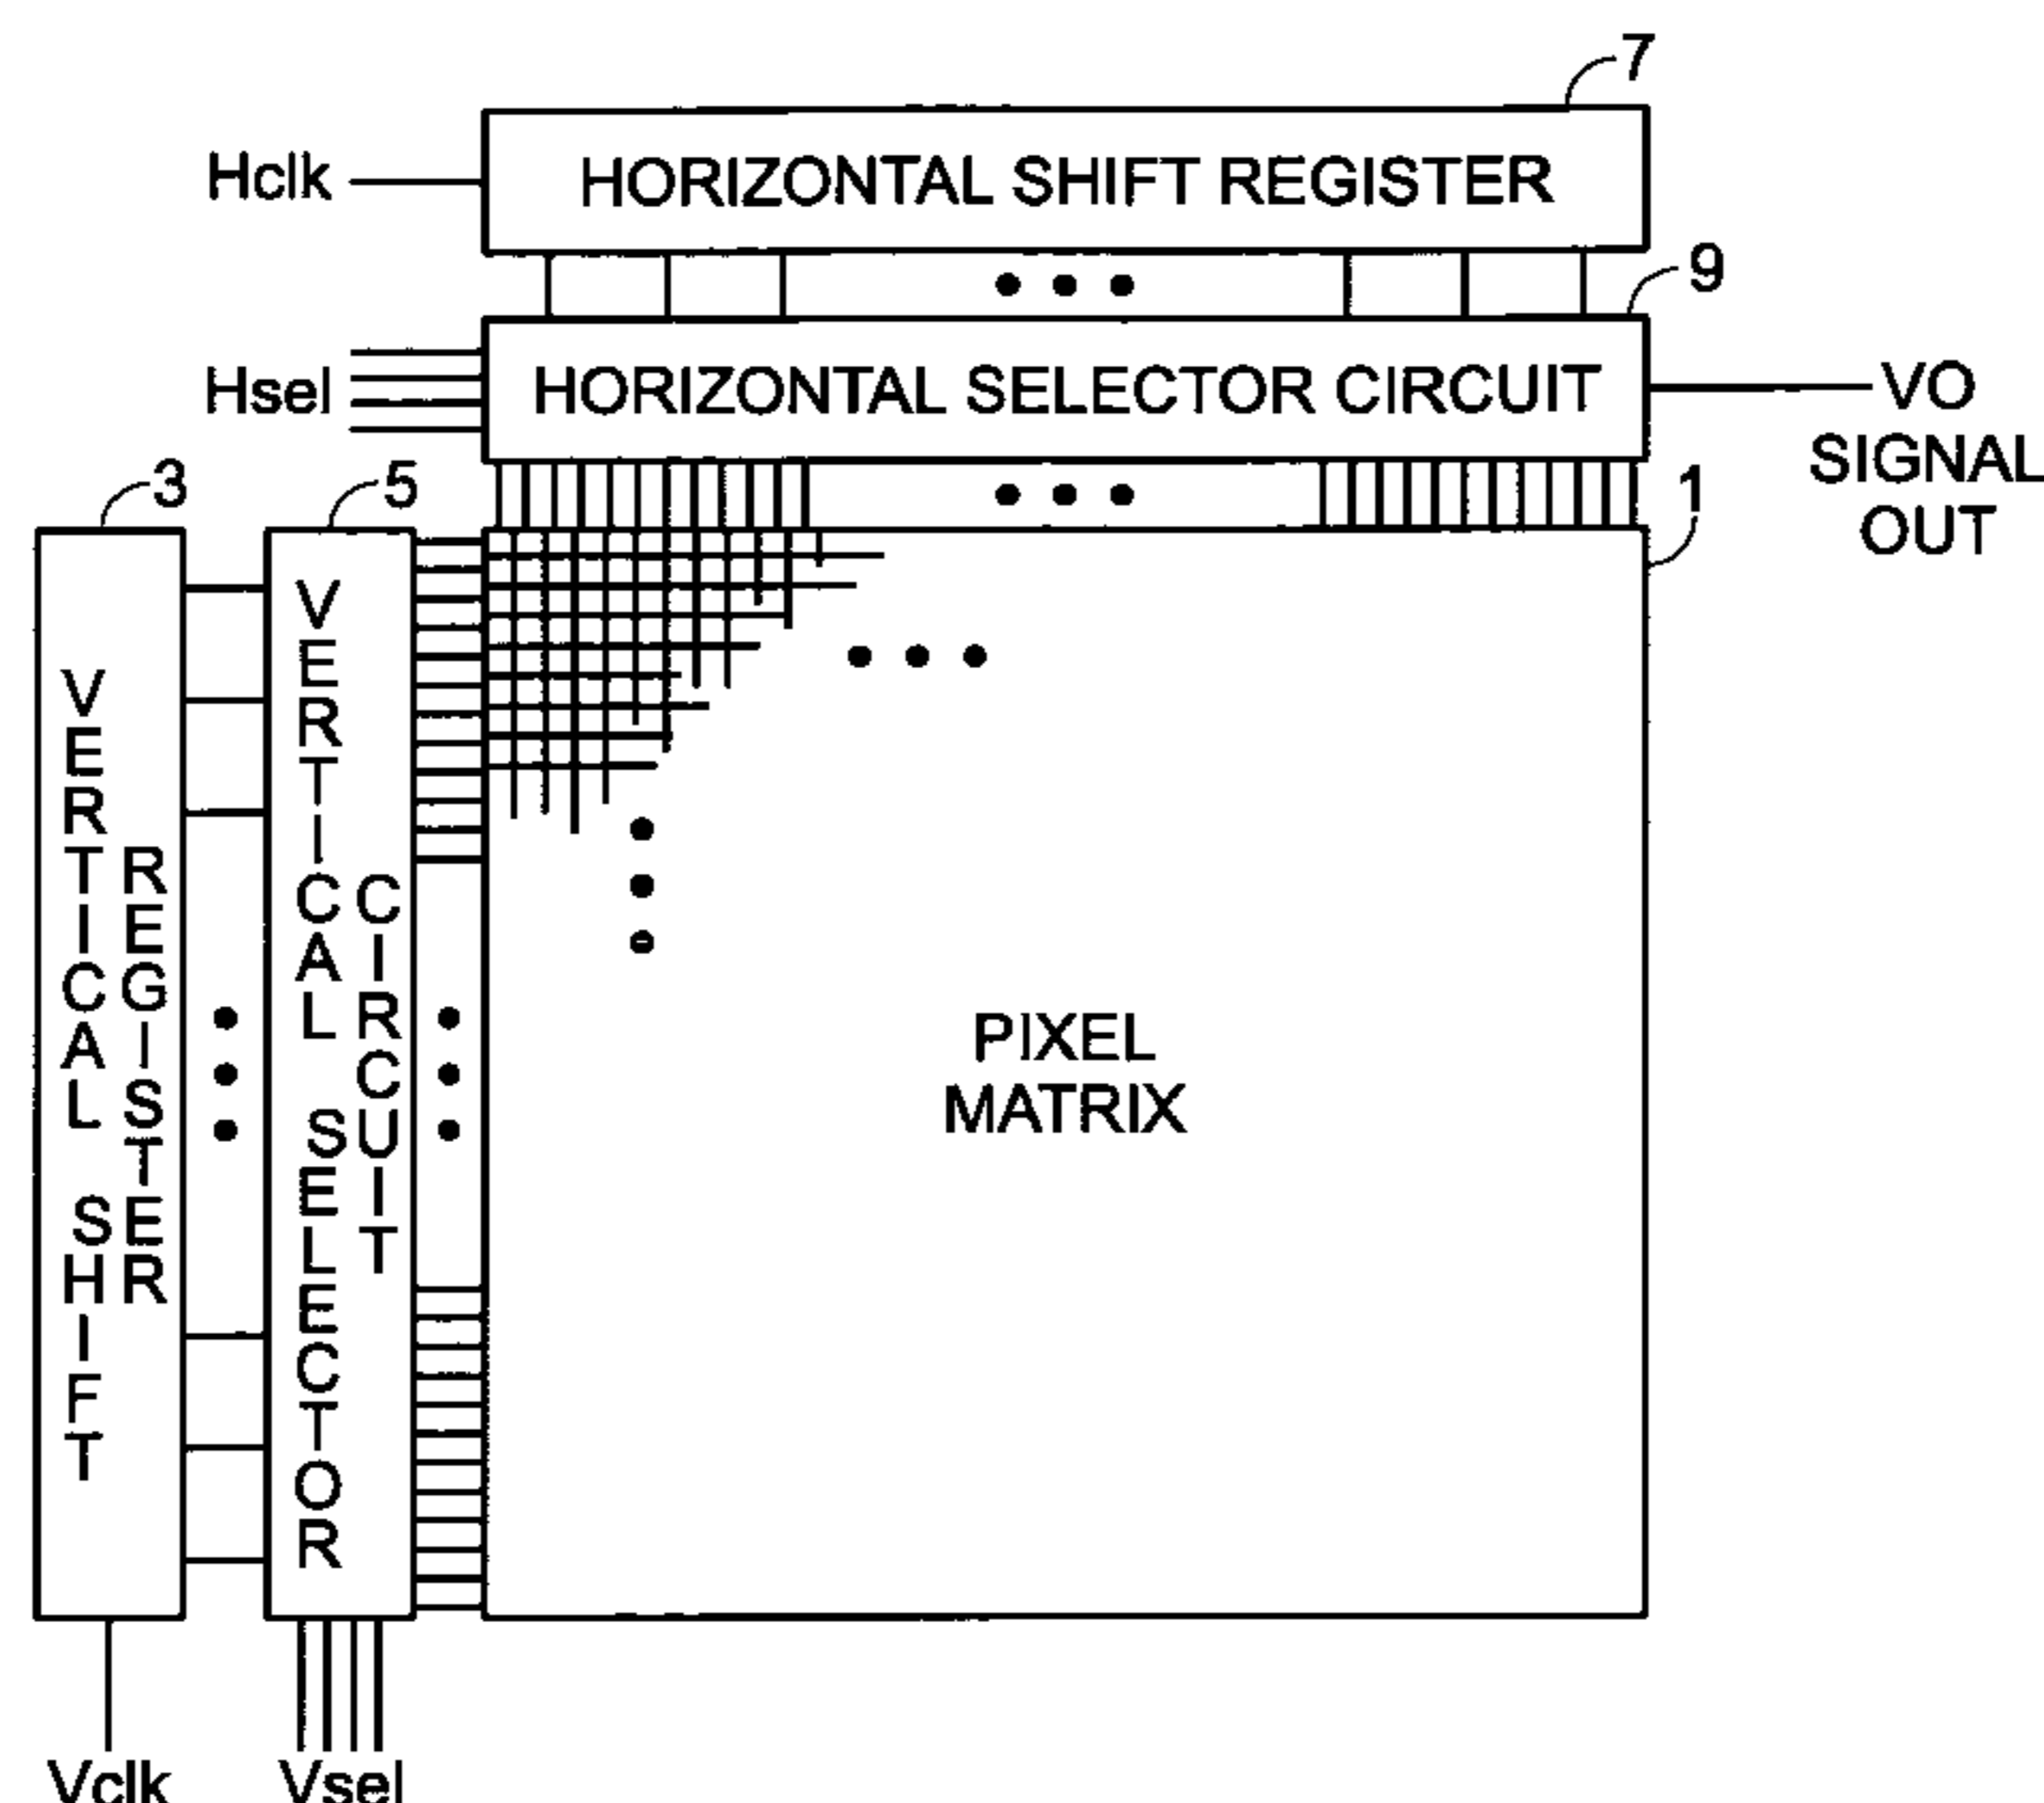 7
Hclk
HORIZONTAL SHIFT REGISTER
9
Hsel
HORIZONTAL SELECTOR CIRCUIT
VO
SIGNAL
OUT
3
5
1
VERTICAL SHIFT
REGISTER
VERTICAL SELECTOR
CIRCUIT
PIXEL
MATRIX
Vclk
Vsel